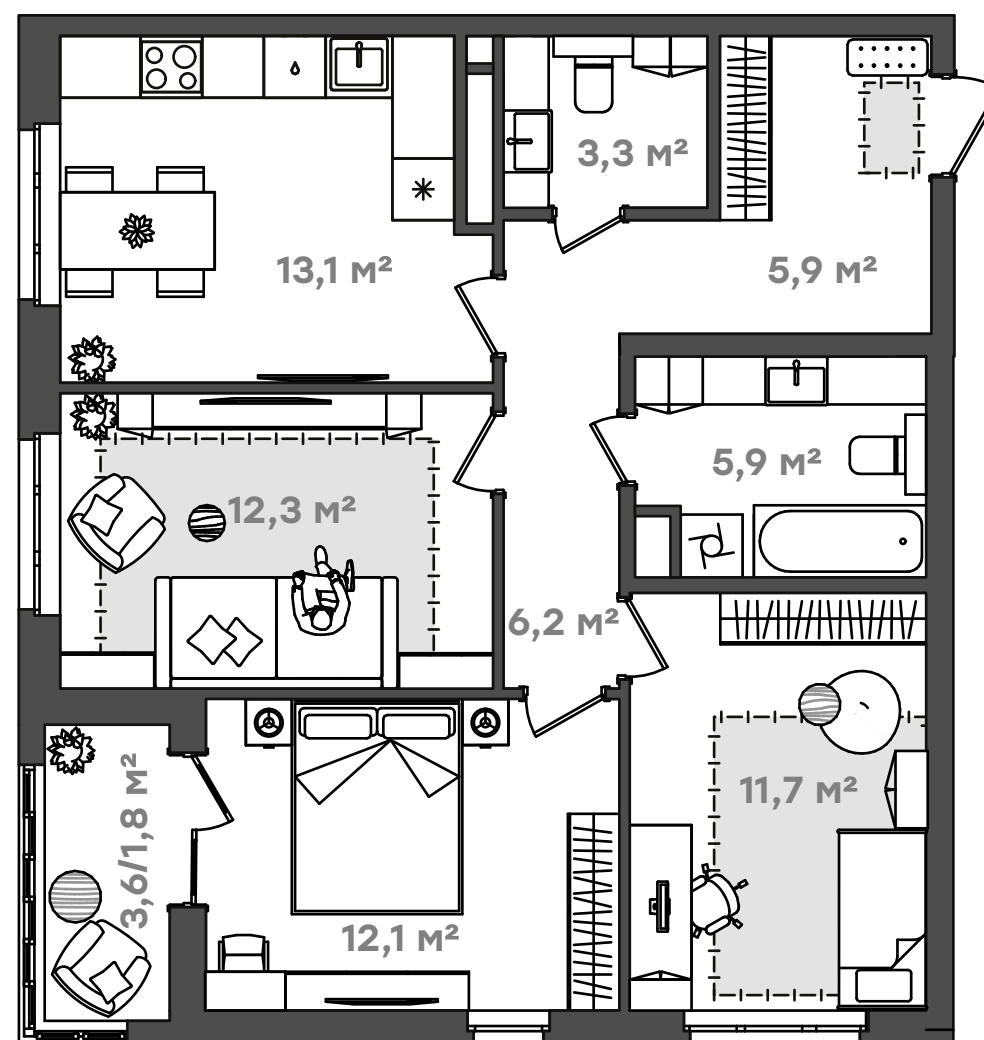 3,3 м²
13,1 м²
5,9 м²
5,9 м²
12,3 м²
6,2 м²
11,7 м²
3,6/1,8 м²
12,1 м²